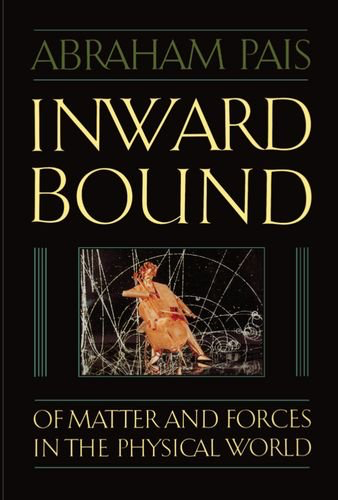 ABRAHAM PAIS
INWARD
BOUND
OF MATTER AND FORCES
IN THE PHYSICAL WORLD